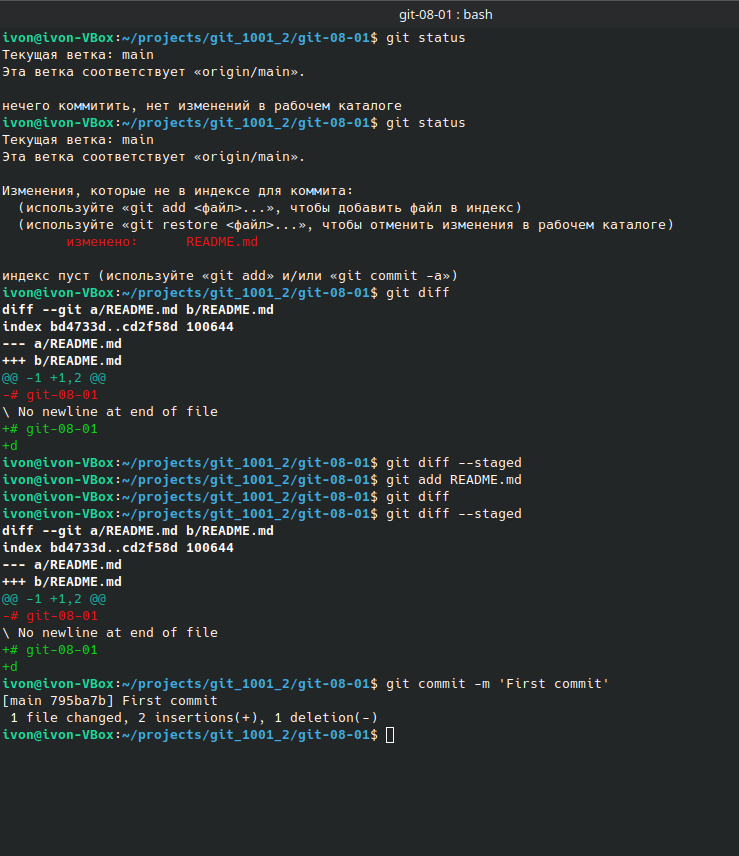 git-08-01 : bash
ivon@ivon-VBox:~/projects/git_1001_2/git-08-01$ git status
Текущая ветка: main
Эта ветка соответствует «origin/main».
нечего коммитить, нет изменений в рабочем каталоге
ivon@ivon-VBox:~/projects/git_1001_2/git-08-01$ git status
Текущая ветка: main
Эта ветка соответствует «origin/main».
Изменения, которые не в индексе для коммита:
  (используйте «git add <файл>...», чтобы добавить файл в индекс)
  (используйте «git restore <файл>...», чтобы отменить изменения в рабочем каталоге)
        изменено:      README.md
индекс пуст (используйте «git add» и/или «git commit -a»)
ivon@ivon-VBox:~/projects/git_1001_2/git-08-01$ git diff
diff --git a/README.md b/README.md
index bd4733d..cd2f58d 100644
--- a/README.md
+++ b/README.md
@@ -1 +1,2 @@
-# git-08-01
\ No newline at end of file
+# git-08-01
+d
ivon@ivon-VBox:~/projects/git_1001_2/git-08-01$ git diff --staged
ivon@ivon-VBox:~/projects/git_1001_2/git-08-01$ git add README.md
ivon@ivon-VBox:~/projects/git_1001_2/git-08-01$ git diff
ivon@ivon-VBox:~/projects/git_1001_2/git-08-01$ git diff --staged
diff --git a/README.md b/README.md
index bd4733d..cd2f58d 100644
--- a/README.md
+++ b/README.md
@@ -1 +1,2 @@
-# git-08-01
\ No newline at end of file
+# git-08-01
+d
ivon@ivon-VBox:~/projects/git_1001_2/git-08-01$ git commit -m 'First commit'
[main 795ba7b] First commit
 1 file changed, 2 insertions(+), 1 deletion(-)
ivon@ivon-VBox:~/projects/git_1001_2/git-08-01$